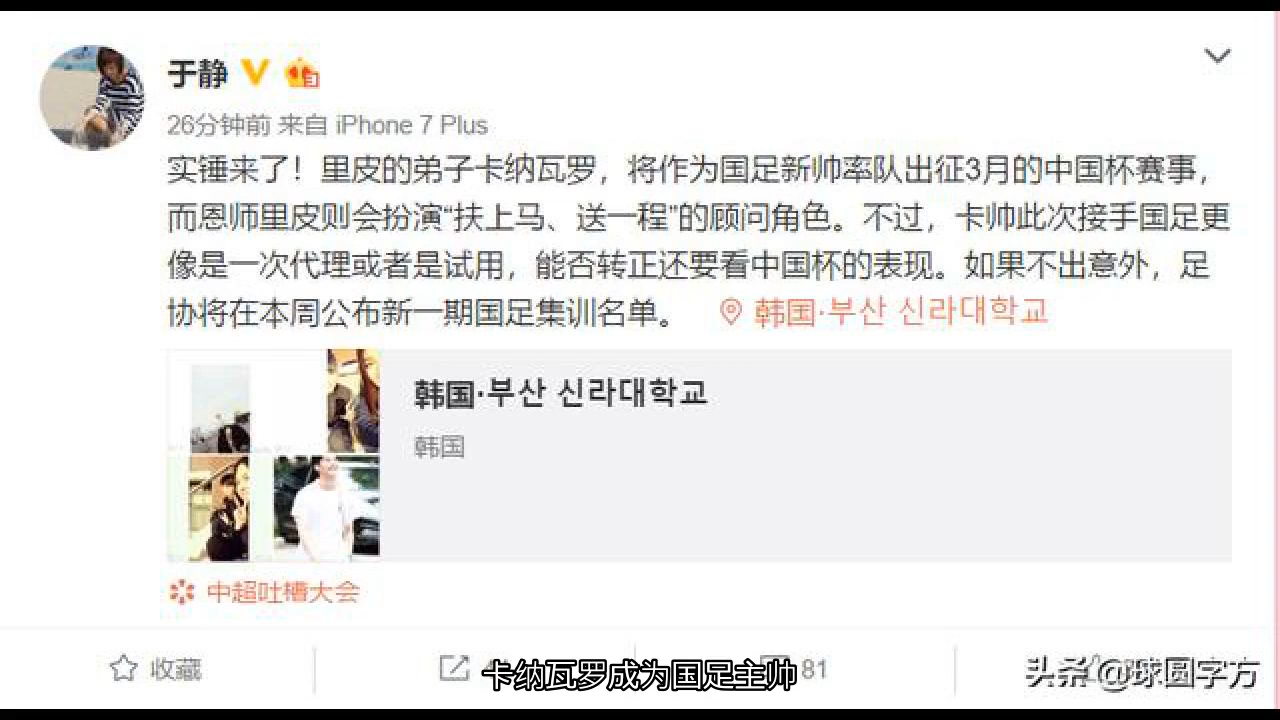 于静
26分钟前 来自 iPhone 7 Plus
实锤来了！里皮的弟子卡纳瓦罗，将作为国足新帅率队出征3月的中国杯赛事，
而恩师里皮则会扮演“扶上马、送一程”的顾问角色。不过，卡帅此次接手国足更
像是一次代理或者是试用，能否转正还要看中国杯的表现。如果不出意外，足
协将在本周公布新一期国足集训名单。 韩国·부산 신라대학교
韩国·부산 신라대학교
韩国
中超吐槽大会
收藏
81
卡纳瓦罗成为国足主帅
头条@球圆字方